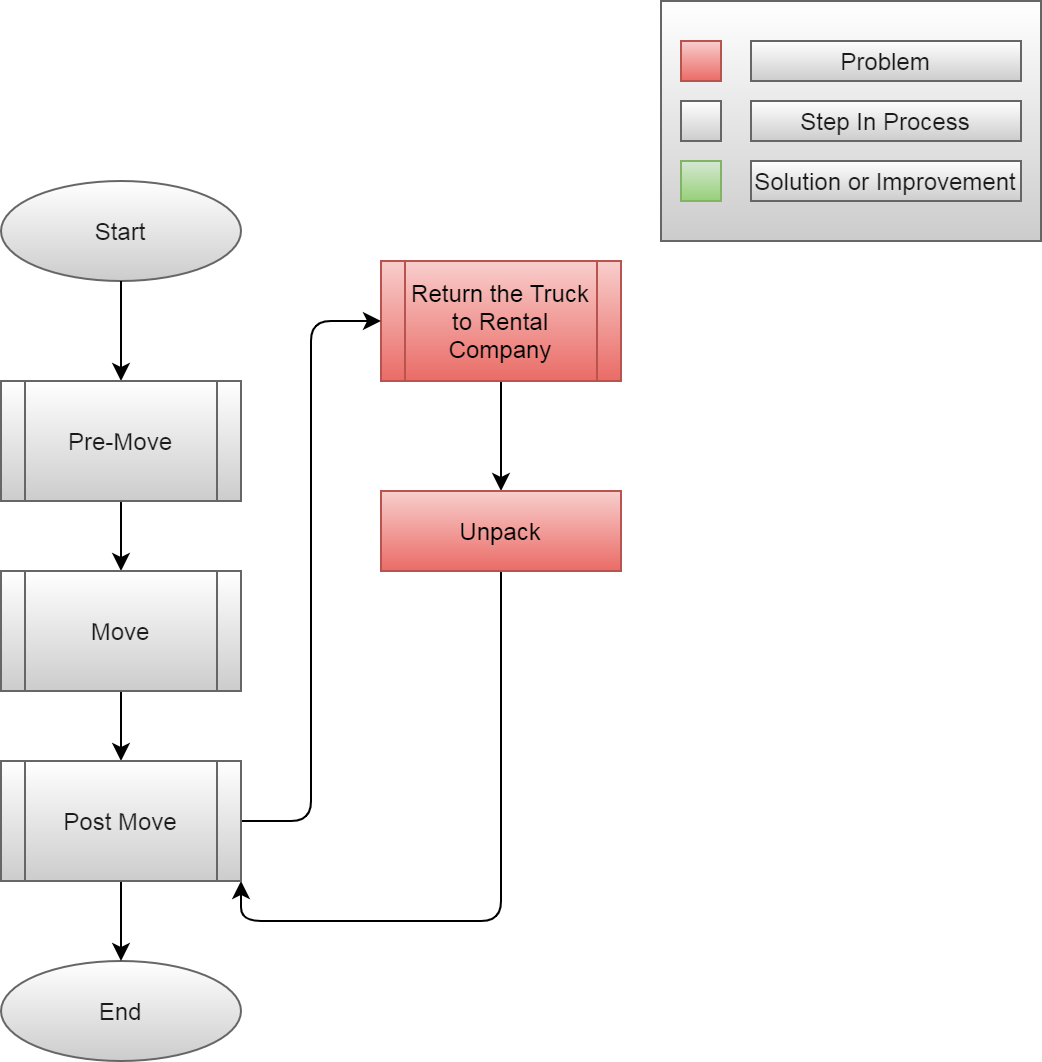 Problem
Step In Process
Solution or Improvement
Start
Return the Truck
to Rental
Company
Pre-Move
Unpack
Move
Post Move
End